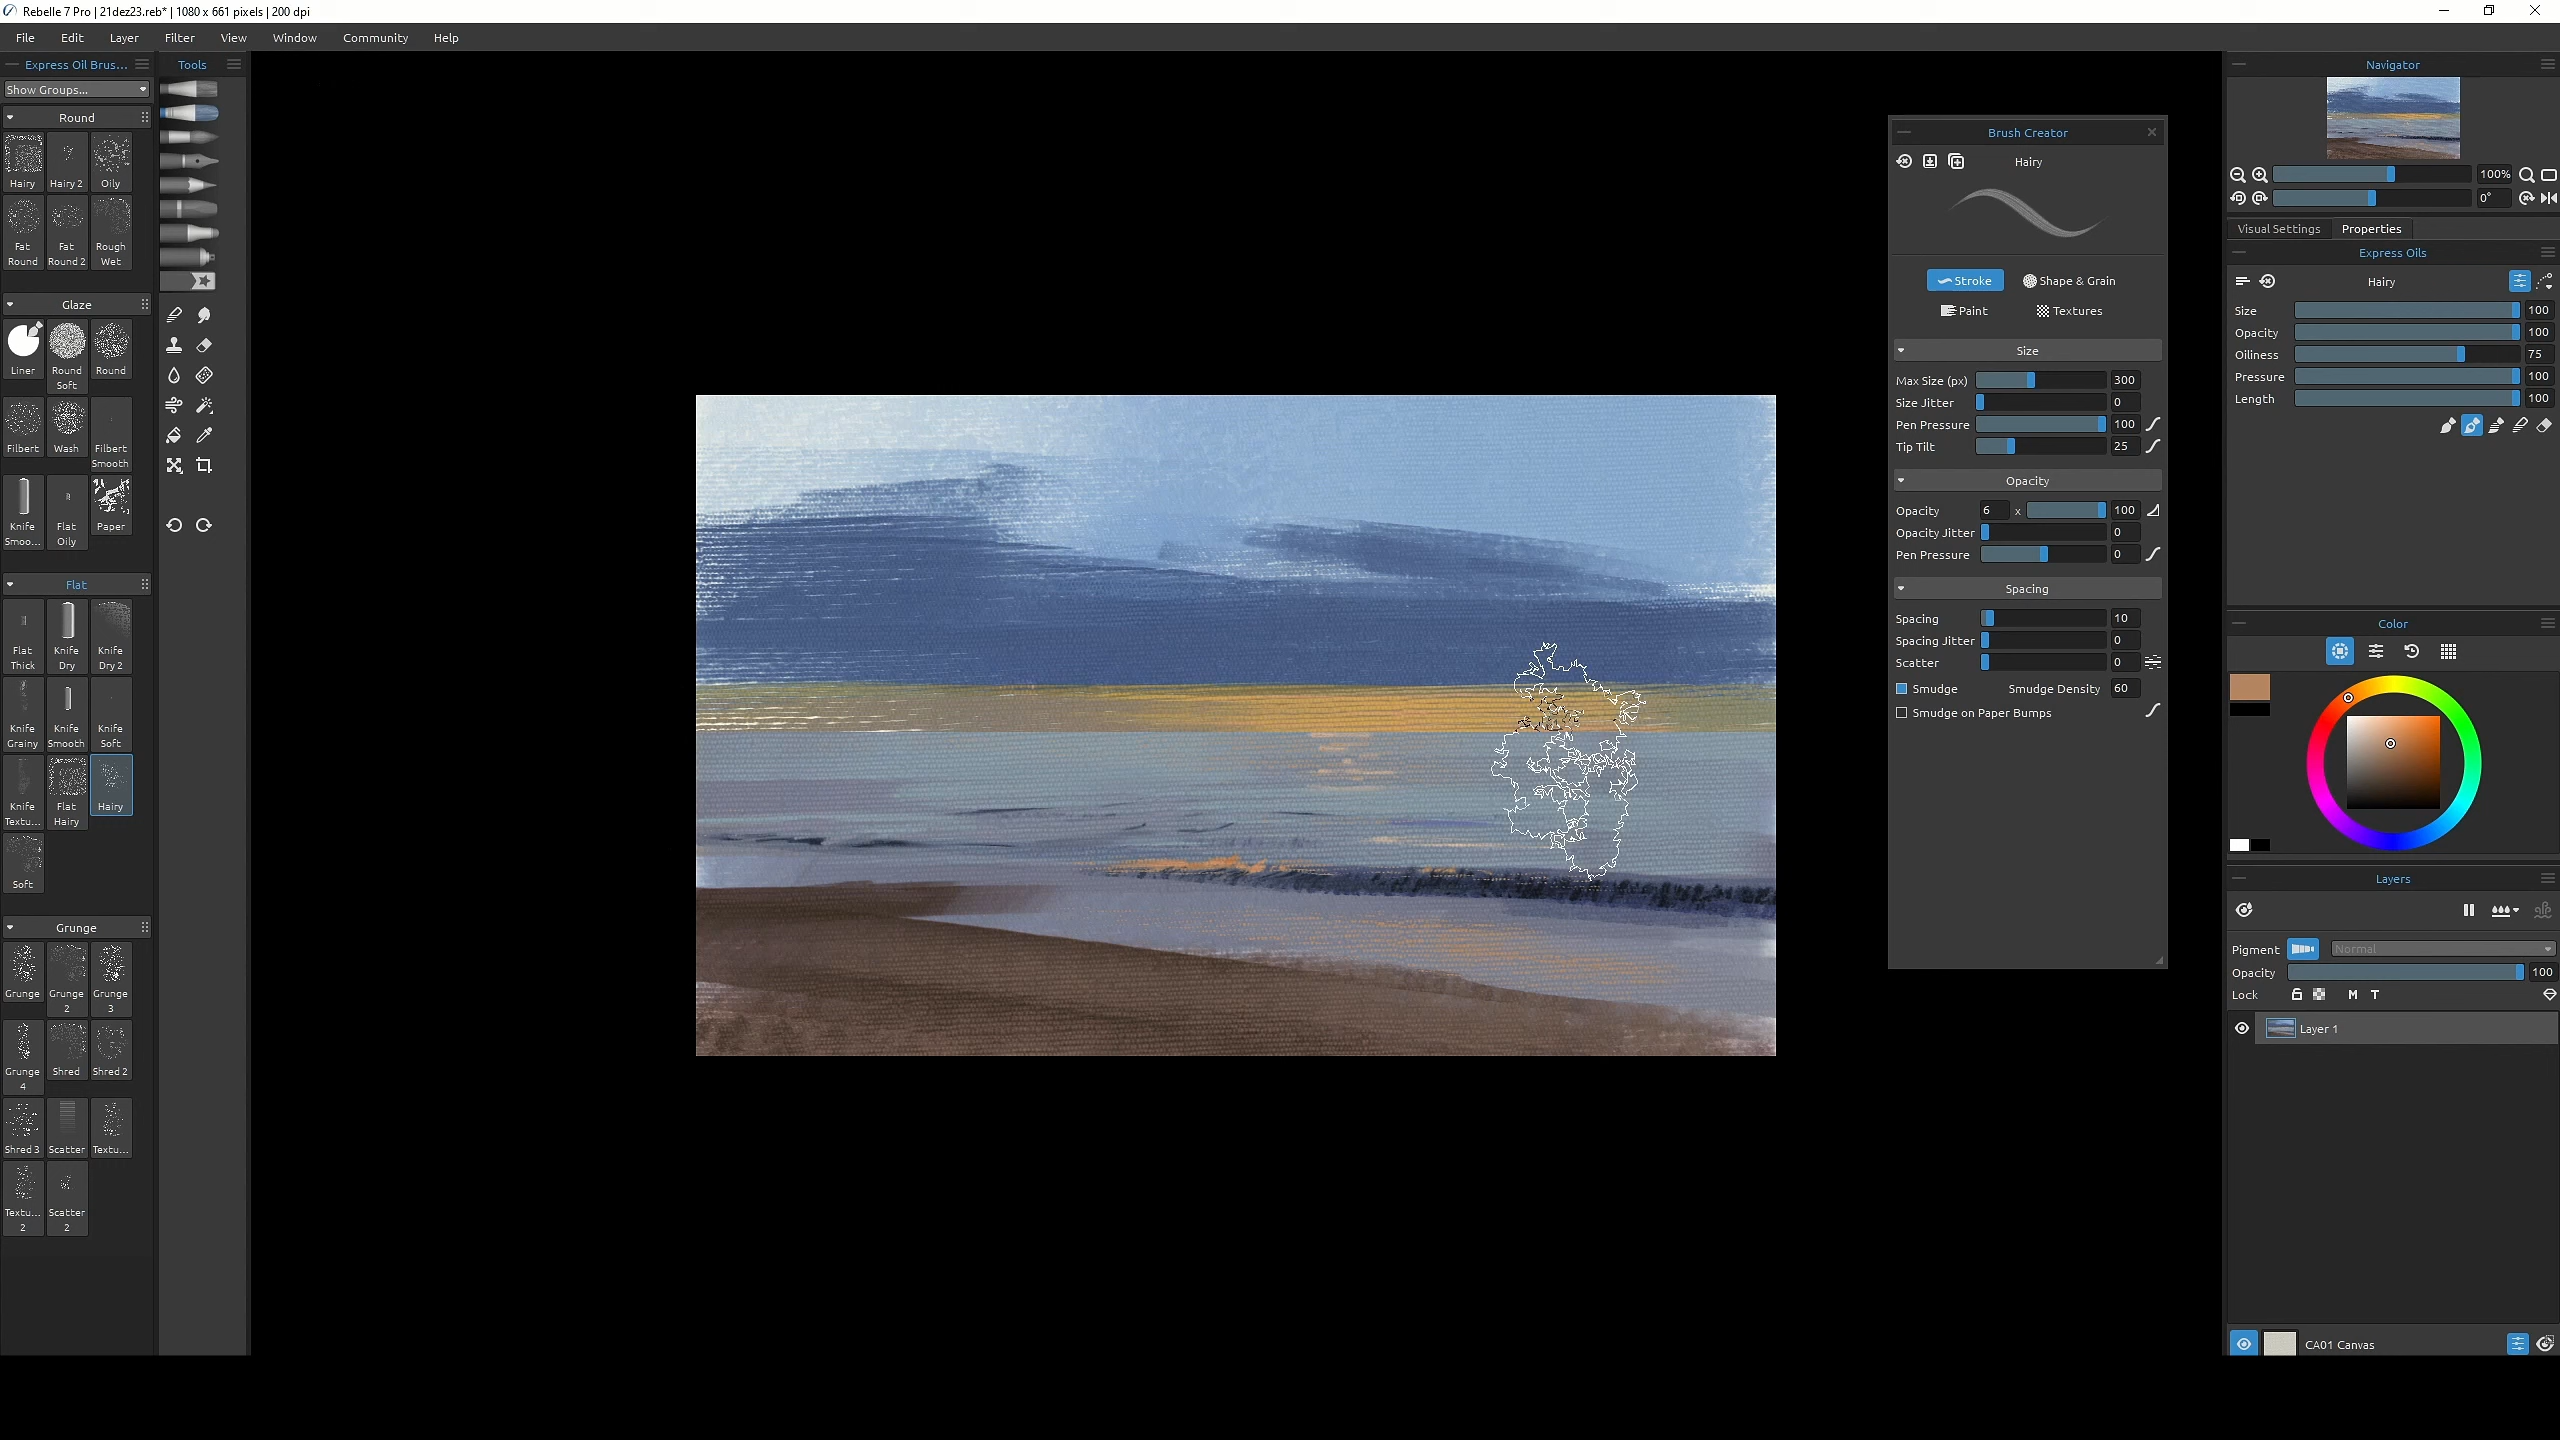 Rebelle 7 Pro | 21dez23.reb* | 1080 x 661 pixels | 200 dpi
File Edit Layer Filter View Window Community Help
Express Oil Brus...
Show Groups...
Round
Hairy Hairy 2 Oily
Fat Round Fat Round 2 Rough Wet
Glaze
Liner Round Soft Round
Filbert Wash Filbert Smooth
Knife Smoo... Flat Oily Paper
Flat
Flat Thick Knife Dry Knife Dry 2
Knife Grainy Knife Smooth Knife Soft
Knife Textu... Flat Hairy Hairy
Soft
Grunge
Grunge Grunge 2 Grunge 3
Grunge 4 Shred Shred 2
Shred 3 Scatter Textu...
Textu... 2 Scatter 2
Tools
Brush Creator
Hairy
Stroke Shape & Grain
Paint Textures
Size
Max Size (px) 300
Size Jitter 0
Pen Pressure 100
Tip Tilt 25
Opacity
Opacity 6 x 100
Opacity Jitter 0
Pen Pressure 0
Spacing
Spacing 10
Spacing Jitter 0
Scatter 0
Smudge Smudge Density 60
Smudge on Paper Bumps
Navigator
100%
0°
Visual Settings Properties
Express Oils
Hairy
Size 100
Opacity 100
Oiliness 75
Pressure 100
Length 100
Color
Layers
Pigment Normal
Opacity 100
Lock M T
Layer 1
CA01 Canvas